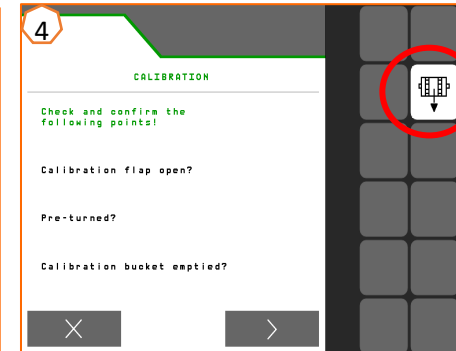 4
CALIBRATION
Check and confirm the
following points!
Calibration flap open?
Pre-turned?
Calibration bucket emptied?